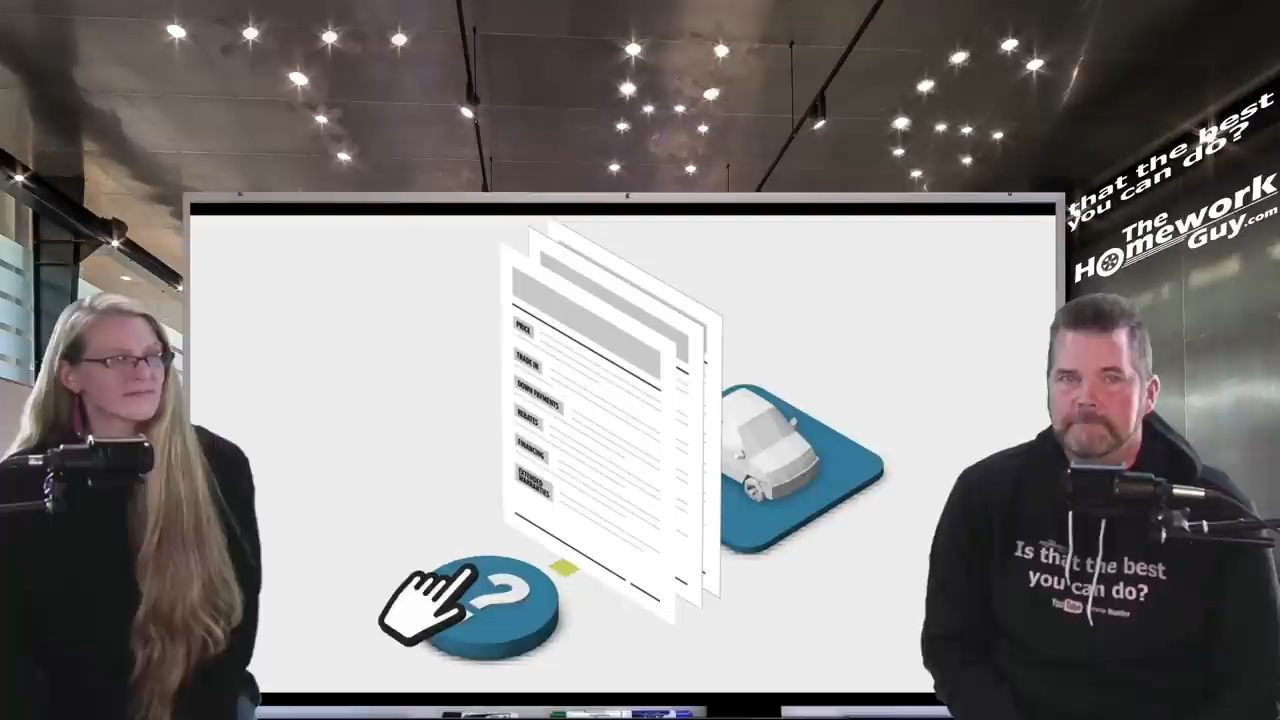 that the best
you can do?
The
Homework
Guy.com
PRICE
TRADE IN
DOWN PAYMENTS
REBATES
FINANCING
EXTENDED
WARRANTIES
?
Is that the best
you can do?
YouTube